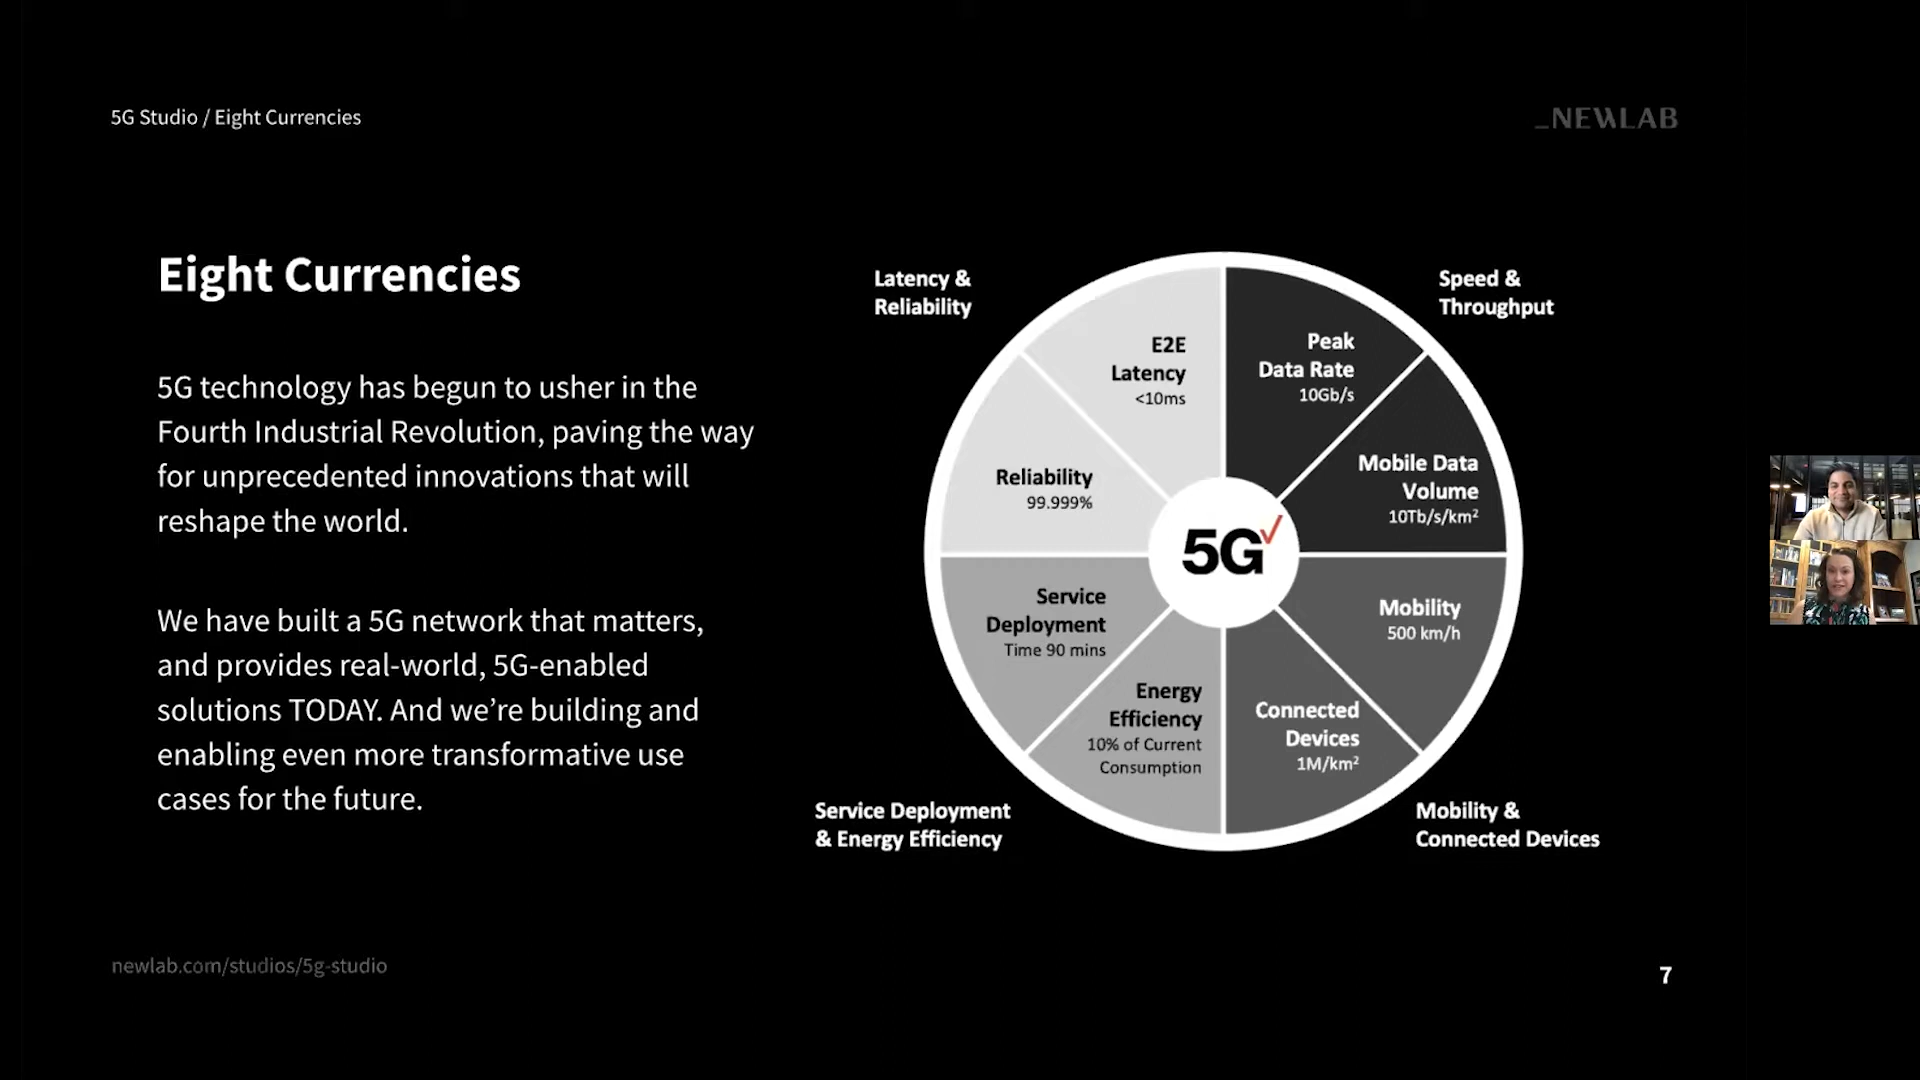 5G Studio / Eight Currencies
_NEWLAB
Eight Currencies
5G technology has begun to usher in the
Fourth Industrial Revolution, paving the way
for unprecedented innovations that will
reshape the world.
We have built a 5G network that matters,
and provides real-world, 5G-enabled
solutions TODAY. And we’re building and
enabling even more transformative use
cases for the future.
Latency &
Reliability
Speed &
Throughput
E2E
Latency
<10ms
Peak
Data Rate
10Gb/s
Reliability
99.999%
Mobile Data
Volume
10Tb/s/km²
5G
Service
Deployment
Time 90 mins
Mobility
500 km/h
Energy
Efficiency
10% of Current
Consumption
Connected
Devices
1M/km²
Service Deployment
& Energy Efficiency
Mobility &
Connected Devices
newlab.com/studios/5g-studio
7